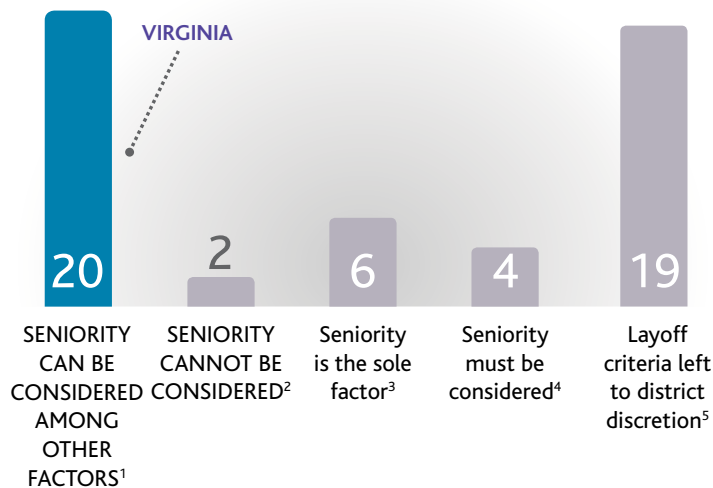 VIRGINIA
20
2
6
4
19
SENIORITY
CAN BE
CONSIDERED
AMONG
OTHER
FACTORS¹
SENIORITY
CANNOT BE
CONSIDERED²
Seniority
is the sole
factor³
Seniority
must be
considered⁴
Layoff
criteria left
to district
discretion⁵